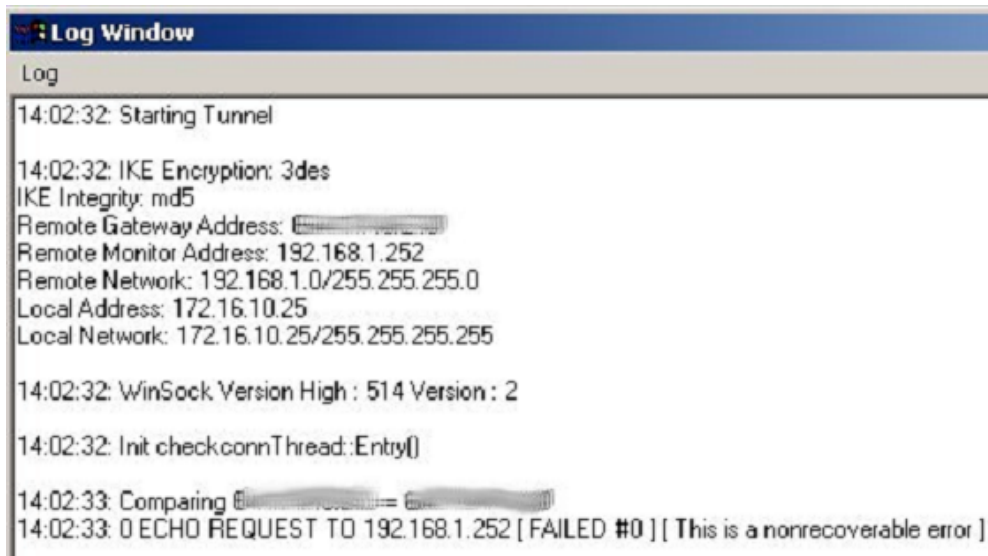 Log Window
Log
14:02:32: Starting Tunnel
14:02:32: IKE Encryption: 3des
IKE Integrity: md5
Remote Gateway Address:
Remote Monitor Address: 192.168.1.252
Remote Network: 192.168.1.0/255.255.255.0
Local Address: 172.16.10.25
Local Network: 172.16.10.25/255.255.255.255
14:02:32: WinSock Version High : 514 Version : 2
14:02:32: Init checkconnThread::Entry()
14:02:33: Comparing =
14:02:33: 0 ECHO REQUEST TO 192.168.1.252 [ FAILED #0 ] [ This is a nonrecoverable error ]